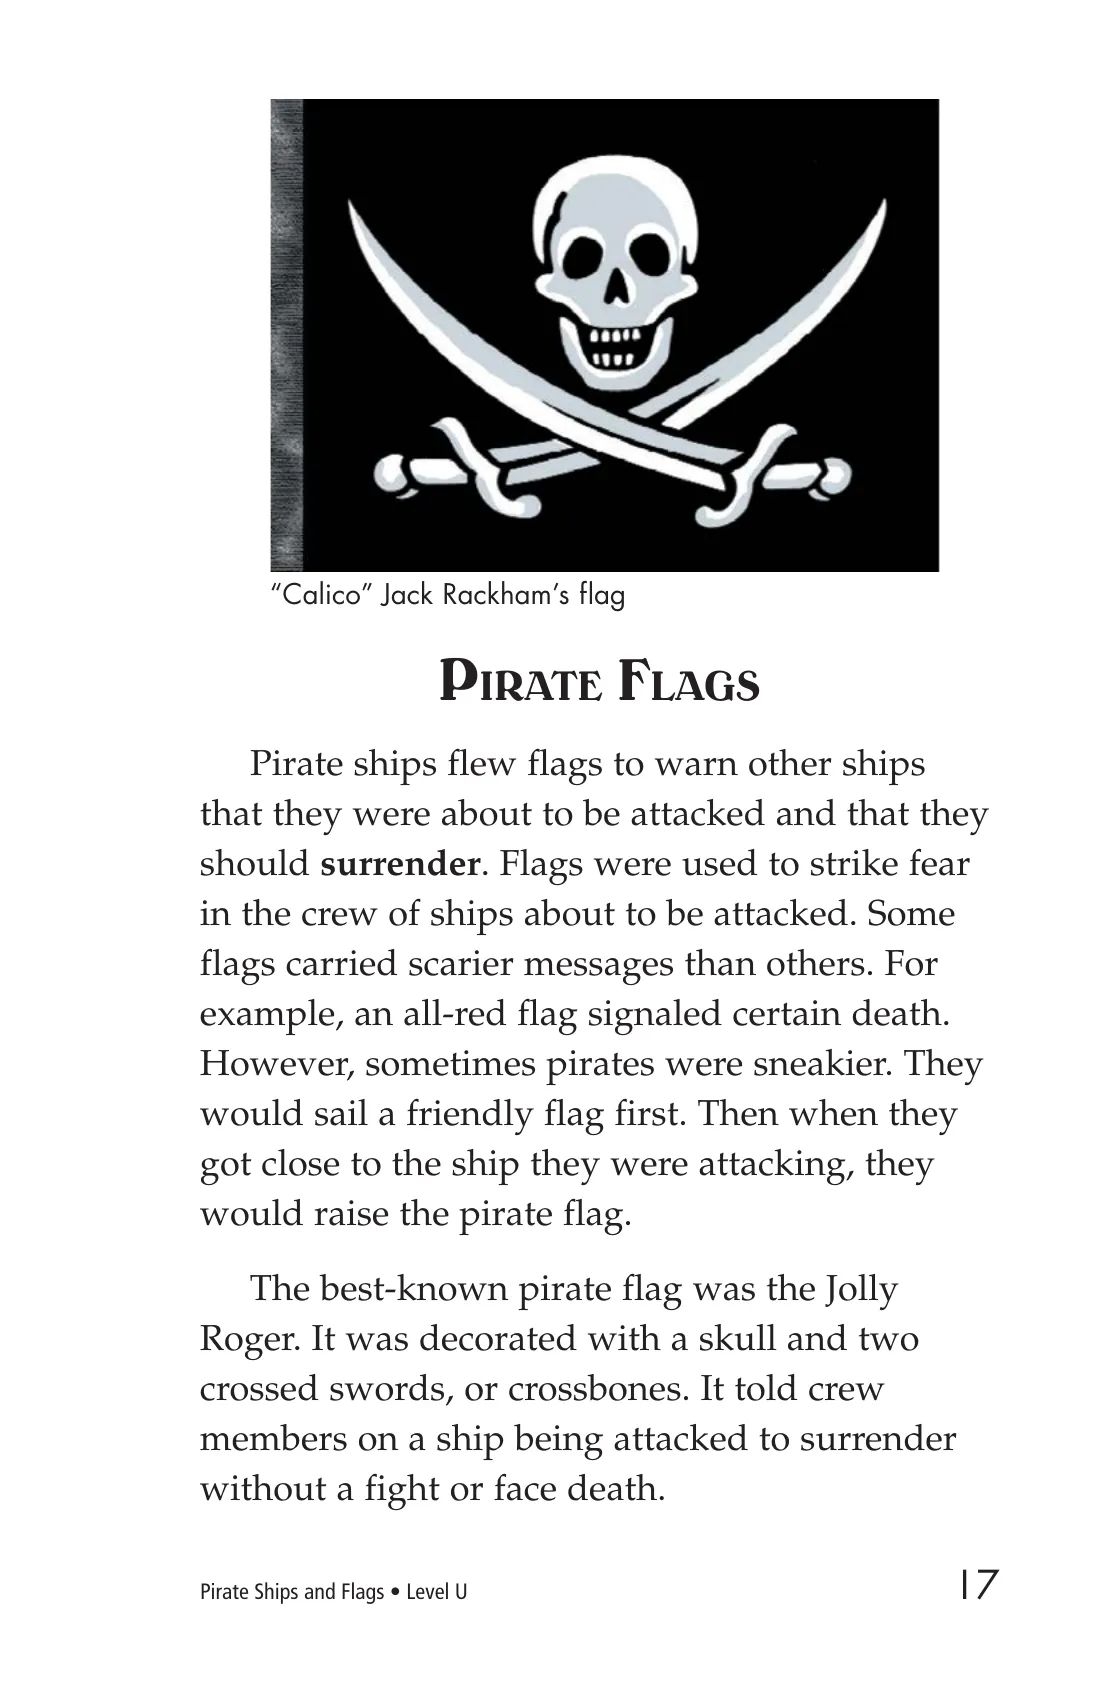 “Calico” Jack Rackham’s flag
Pirate Flags
Pirate ships flew flags to warn other ships
that they were about to be attacked and that they
should surrender. Flags were used to strike fear
in the crew of ships about to be attacked. Some
flags carried scarier messages than others. For
example, an all-red flag signaled certain death.
However, sometimes pirates were sneakier. They
would sail a friendly flag first. Then when they
got close to the ship they were attacking, they
would raise the pirate flag.
The best-known pirate flag was the Jolly
Roger. It was decorated with a skull and two
crossed swords, or crossbones. It told crew
members on a ship being attacked to surrender
without a fight or face death.
Pirate Ships and Flags • Level U
17